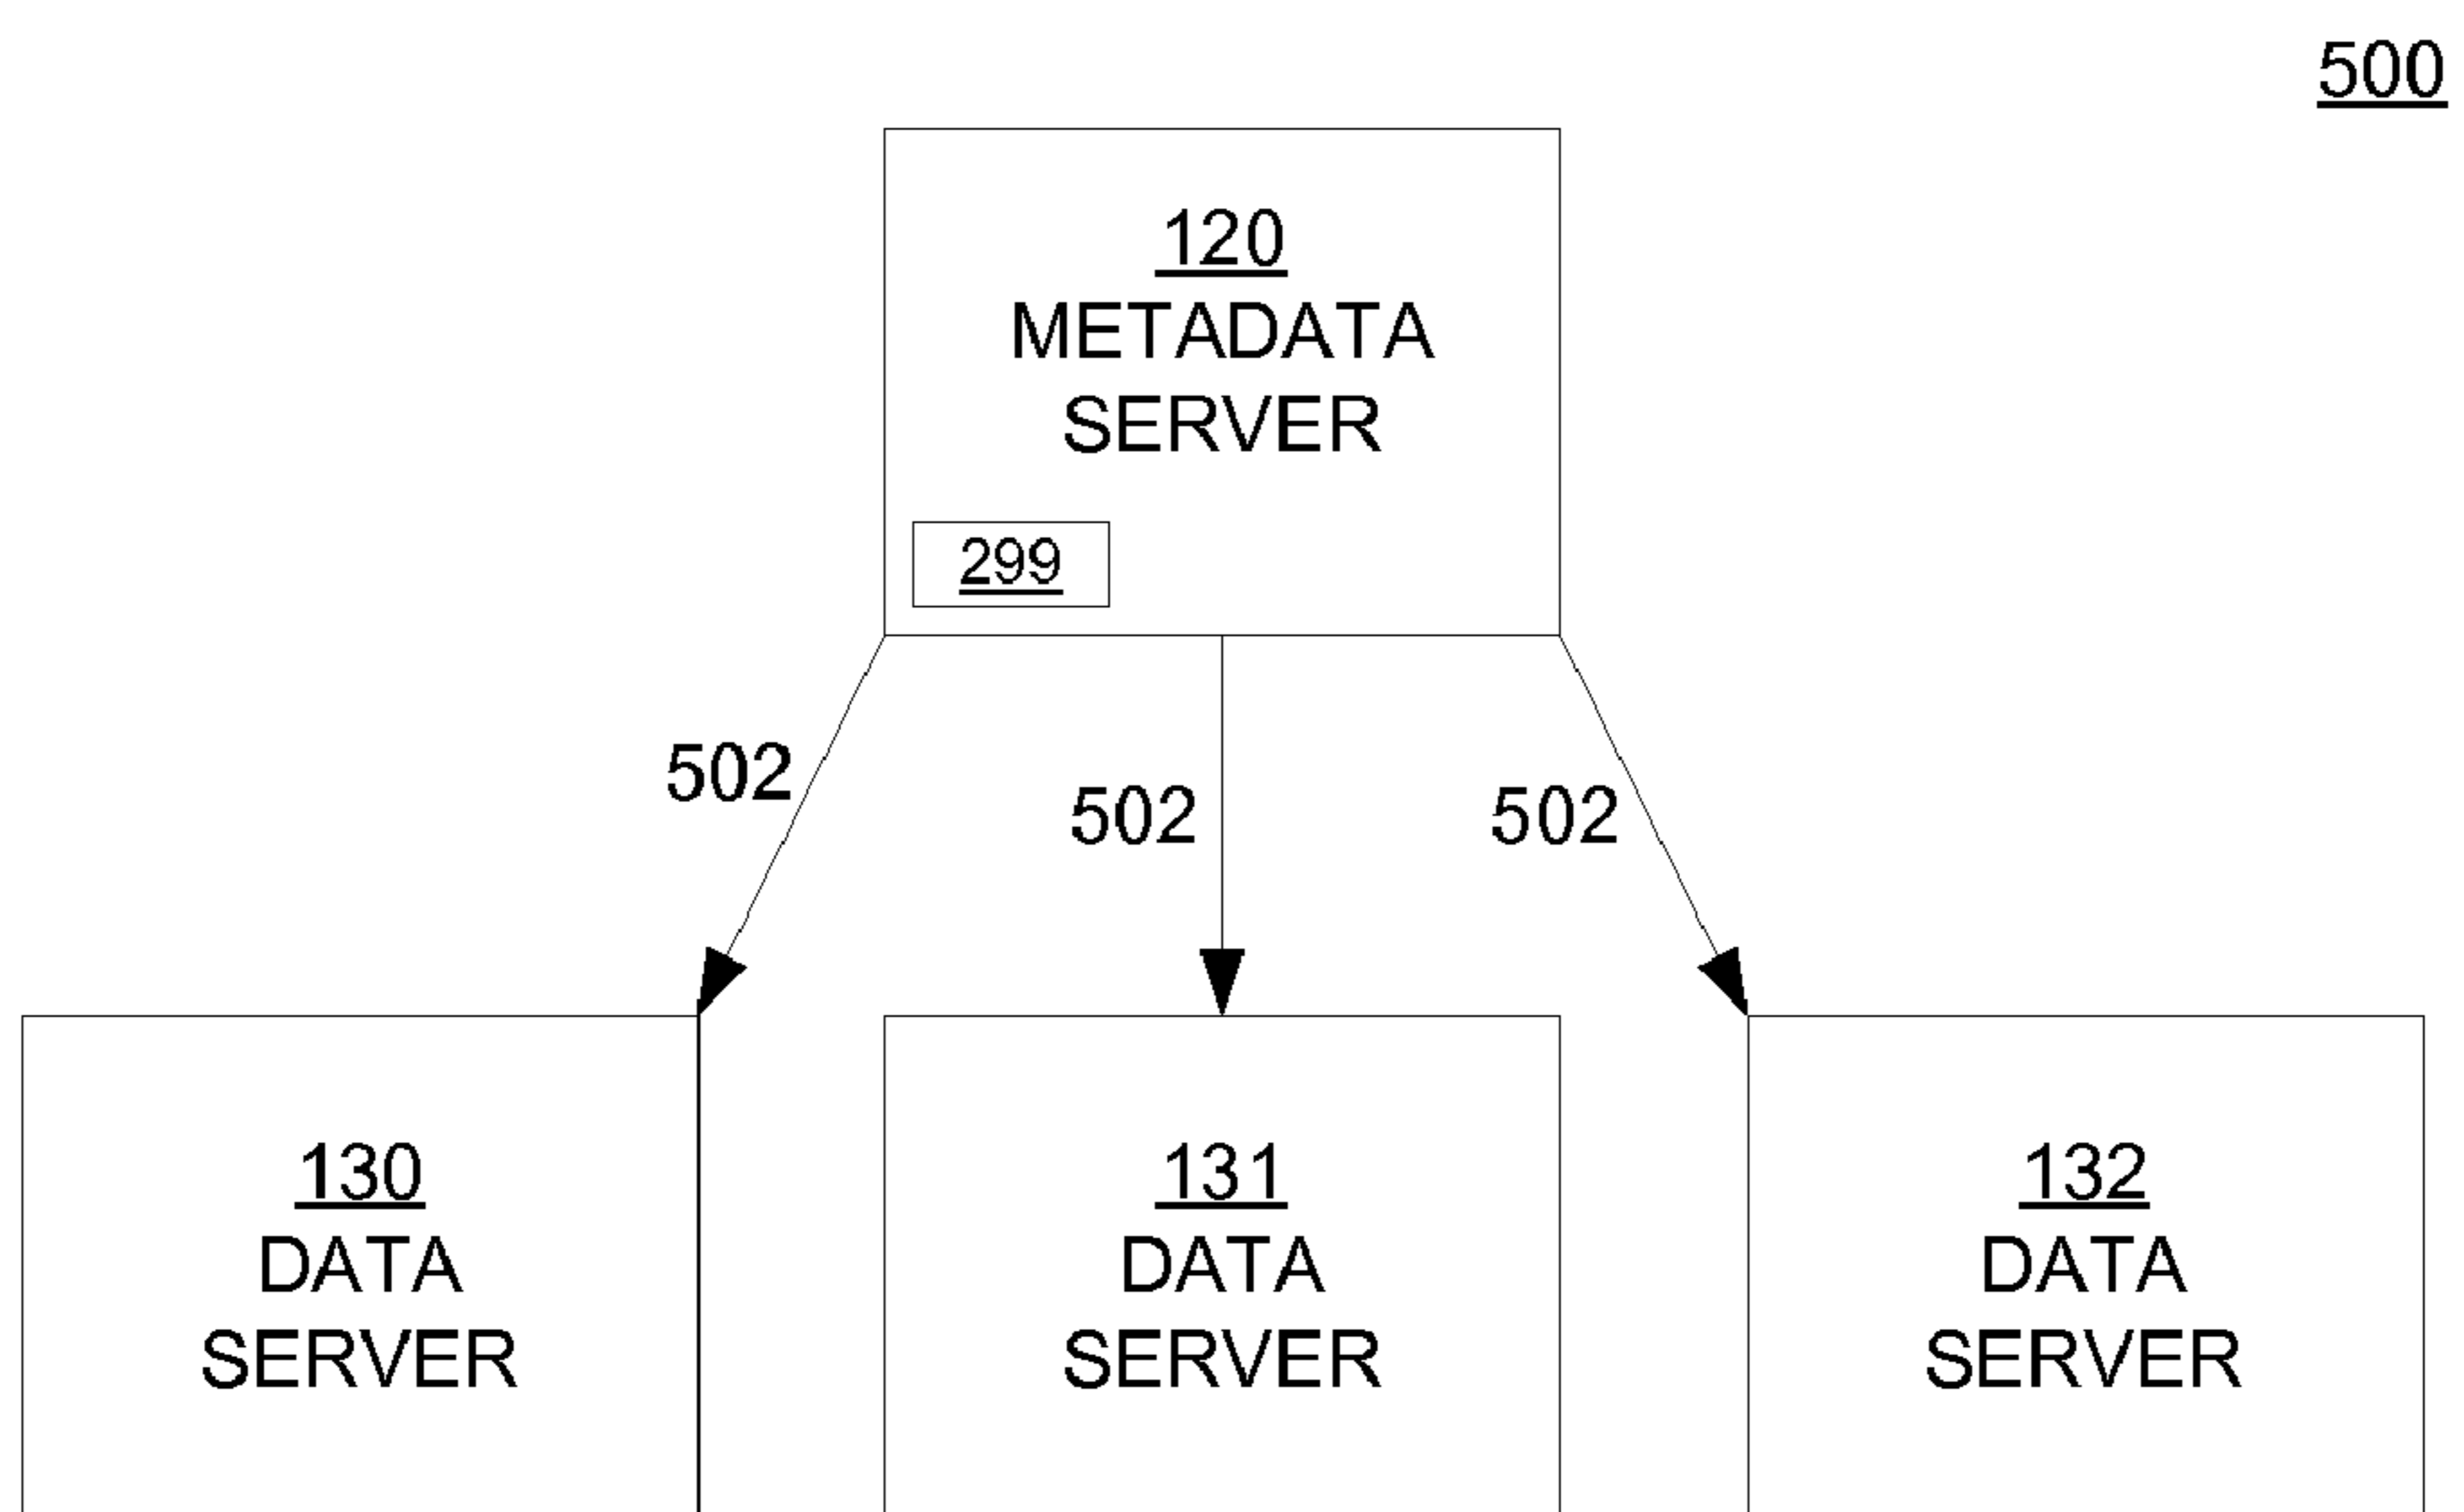 500
120
METADATA
SERVER
299
502
502
502
130
DATA
SERVER
131
DATA
SERVER
132
DATA
SERVER